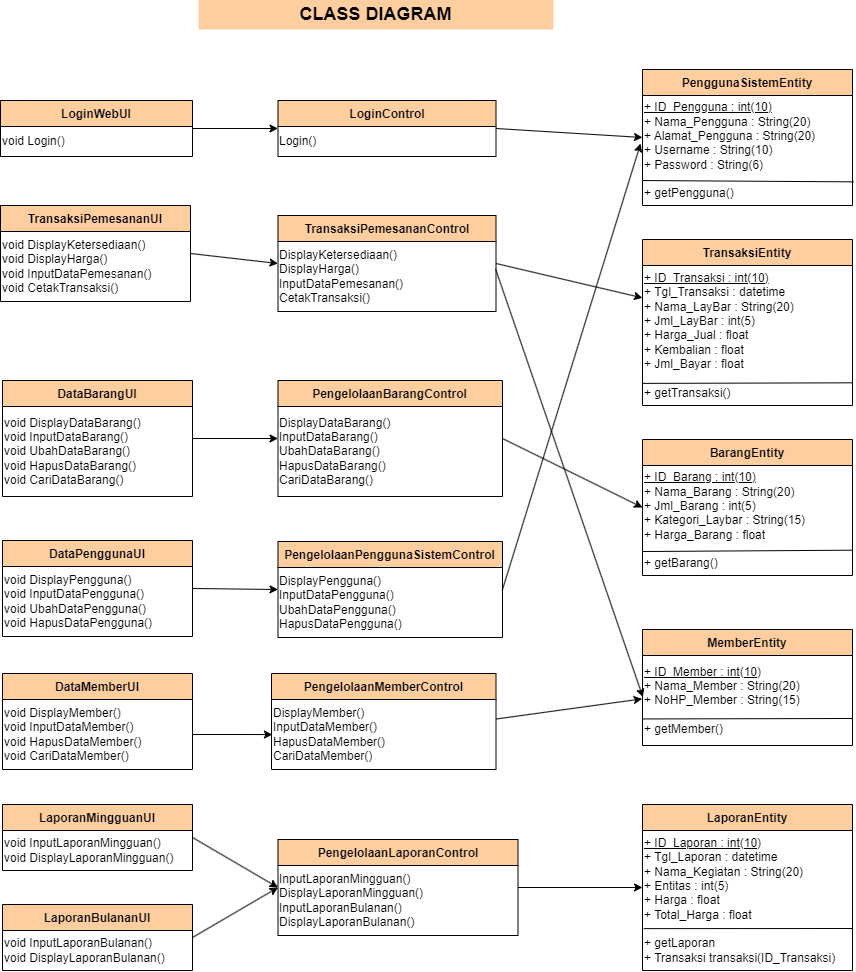 CLASS DIAGRAM
LoginWebUI
void Login()
LoginControl
Login()
PenggunaSistemEntity
+ ID_Pengguna : int(10)
+ Nama_Pengguna : String(20)
+ Alamat_Pengguna : String(20)
+ Username : String(10)
+ Password : String(6)
+ getPengguna()
TransaksiPemesananUI
void DisplayKetersediaan()
void DisplayHarga()
void InputDataPemesanan()
void CetakTransaksi()
TransaksiPemesananControl
DisplayKetersediaan()
DisplayHarga()
InputDataPemesanan()
CetakTransaksi()
TransaksiEntity
+ ID_Transaksi : int(10)
+ Tgl_Transaksi : datetime
+ Nama_LayBar : String(20)
+ Jml_LayBar : int(5)
+ Harga_Jual : float
+ Kembalian : float
+ Jml_Bayar : float
+ getTransaksi()
DataBarangUI
void DisplayDataBarang()
void InputDataBarang()
void UbahDataBarang()
void HapusDataBarang()
void CariDataBarang()
PengelolaanBarangControl
DisplayDataBarang()
InputDataBarang()
UbahDataBarang()
HapusDataBarang()
CariDataBarang()
BarangEntity
+ ID_Barang : int(10)
+ Nama_Barang : String(20)
+ Jml_Barang : int(5)
+ Kategori_Laybar : String(15)
+ Harga_Barang : float
+ getBarang()
DataPenggunaUI
void DisplayPengguna()
void InputDataPengguna()
void UbahDataPengguna()
void HapusDataPengguna()
PengelolaanPenggunaSistemControl
DisplayPengguna()
InputDataPengguna()
UbahDataPengguna()
HapusDataPengguna()
MemberEntity
+ ID_Member : int(10)
+ Nama_Member : String(20)
+ NoHP_Member : String(15)
+ getMember()
DataMemberUI
void DisplayMember()
void InputDataMember()
void HapusDataMember()
void CariDataMember()
PengelolaanMemberControl
DisplayMember()
InputDataMember()
HapusDataMember()
CariDataMember()
LaporanMingguanUI
void InputLaporanMingguan()
void DisplayLaporanMingguan()
LaporanBulananUI
void InputLaporanBulanan()
void DisplayLaporanBulanan()
PengelolaanLaporanControl
InputLaporanMingguan()
DisplayLaporanMingguan()
InputLaporanBulanan()
DisplayLaporanBulanan()
LaporanEntity
+ ID_Laporan : int(10)
+ Tgl_Laporan : datetime
+ Nama_Kegiatan : String(20)
+ Entitas : int(5)
+ Harga : float
+ Total_Harga : float
+ getLaporan
+ Transaksi transaksi(ID_Transaksi)